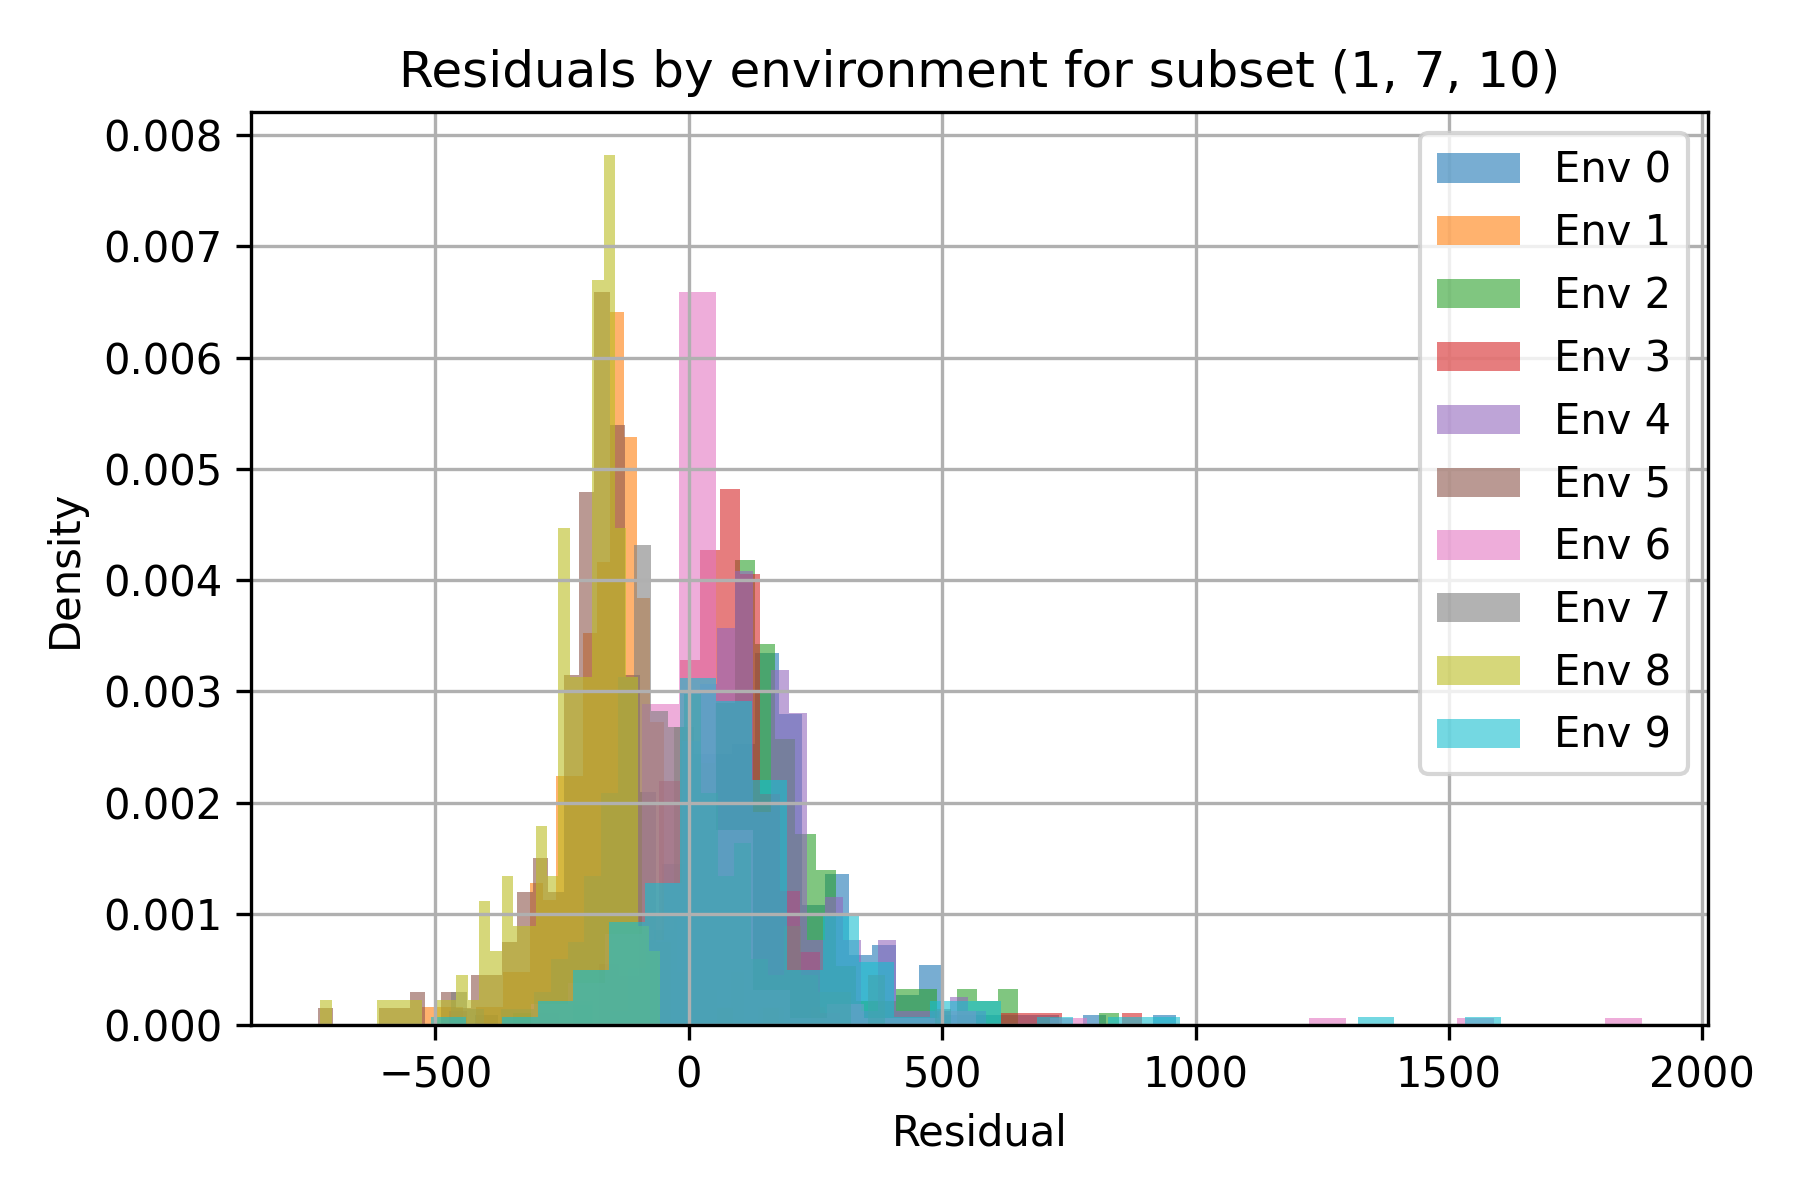 Residuals by environment for subset (1, 7, 10)
0.008
0.007
0.006
0.005
0.004
0.003
0.002
0.001
0.000
Density
−500
0
500
1000
1500
2000
Residual
Env 0
Env 1
Env 2
Env 3
Env 4
Env 5
Env 6
Env 7
Env 8
Env 9